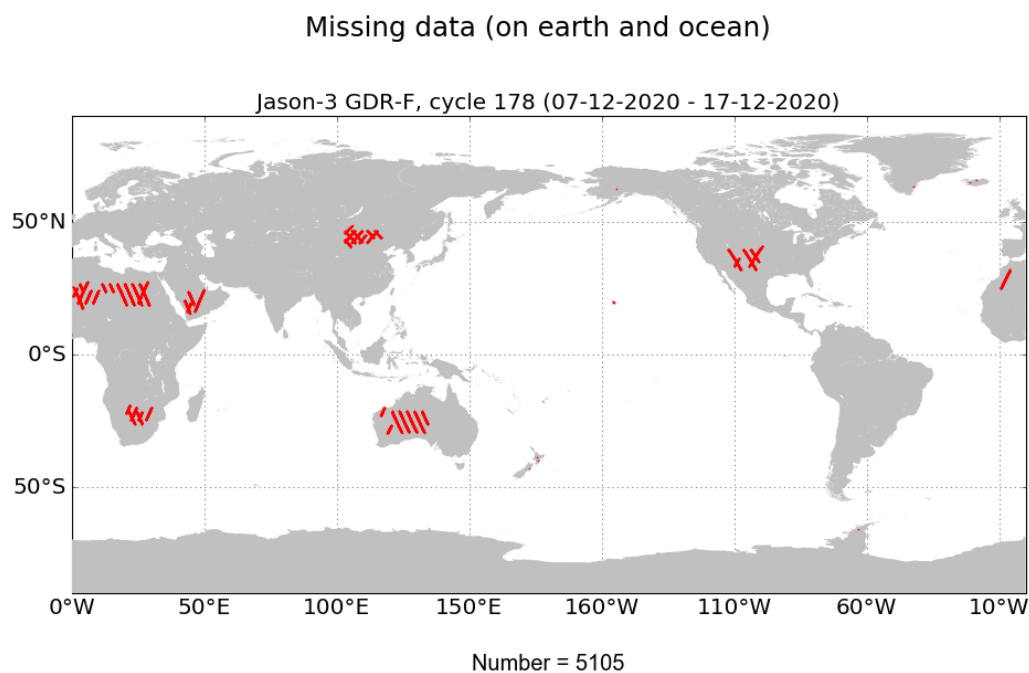 Missing data (on earth and ocean)
Jason-3 GDR-F, cycle 178 (07-12-2020 - 17-12-2020)
50°N
0°S
50°S
0°W 50°E 100°E 150°E 160°W 110°W 60°W 10°W
Number = 5105